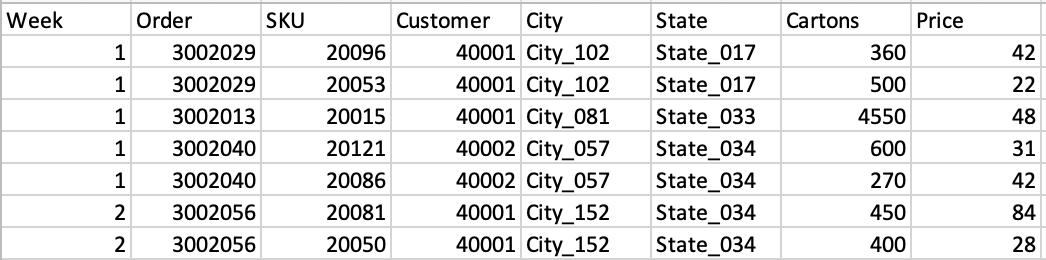 Week Order SKU Customer City State Cartons Price
1 3002029 20096 40001 City_102 State_017 360 42
1 3002029 20053 40001 City_102 State_017 500 22
1 3002013 20015 40001 City_081 State_033 4550 48
1 3002040 20121 40002 City_057 State_034 600 31
1 3002040 20086 40002 City_057 State_034 270 42
2 3002056 20081 40001 City_152 State_034 450 84
2 3002056 20050 40001 City_152 State_034 400 28